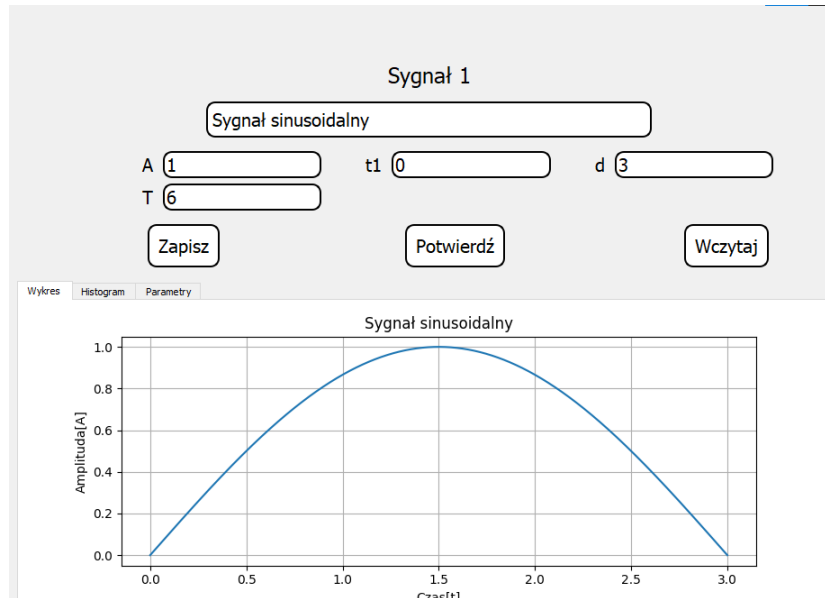 Sygnał 1
Sygnał sinusoidalny
A 1 t1 0 d 3
T 6
Zapisz Potwierdź Wczytaj
Wykres Histogram Parametry
Sygnał sinusoidalny
1.0
0.8
0.6
0.4
0.2
0.0
Amplituda[A]
0.0 0.5 1.0 1.5 2.0 2.5 3.0
Czas[t]